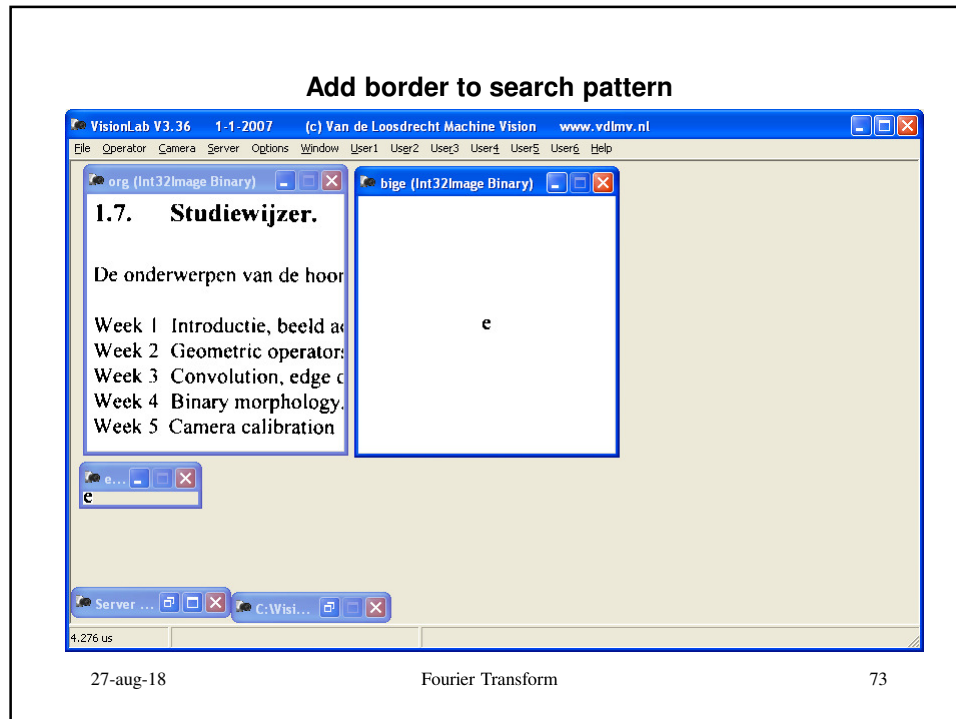 Add border to search pattern
VisionLab V3.36 1-1-2007 (c) Van de Loosdrecht Machine Vision www.vdlmv.nl
File Operator Camera Server Options Window User1 User2 User3 User4 User5 User6 Help
org (Int32Image Binary)
1.7. Studiewijzer.
De onderwerpen van de hoor
Week 1 Introductie, beeld a
Week 2 Geometric operators
Week 3 Convolution, edge d
Week 4 Binary morphology.
Week 5 Camera calibration
bige (Int32Image Binary)
e
e...
e
Server ...
C:\Visi...
4.276 us
27-aug-18 Fourier Transform 73